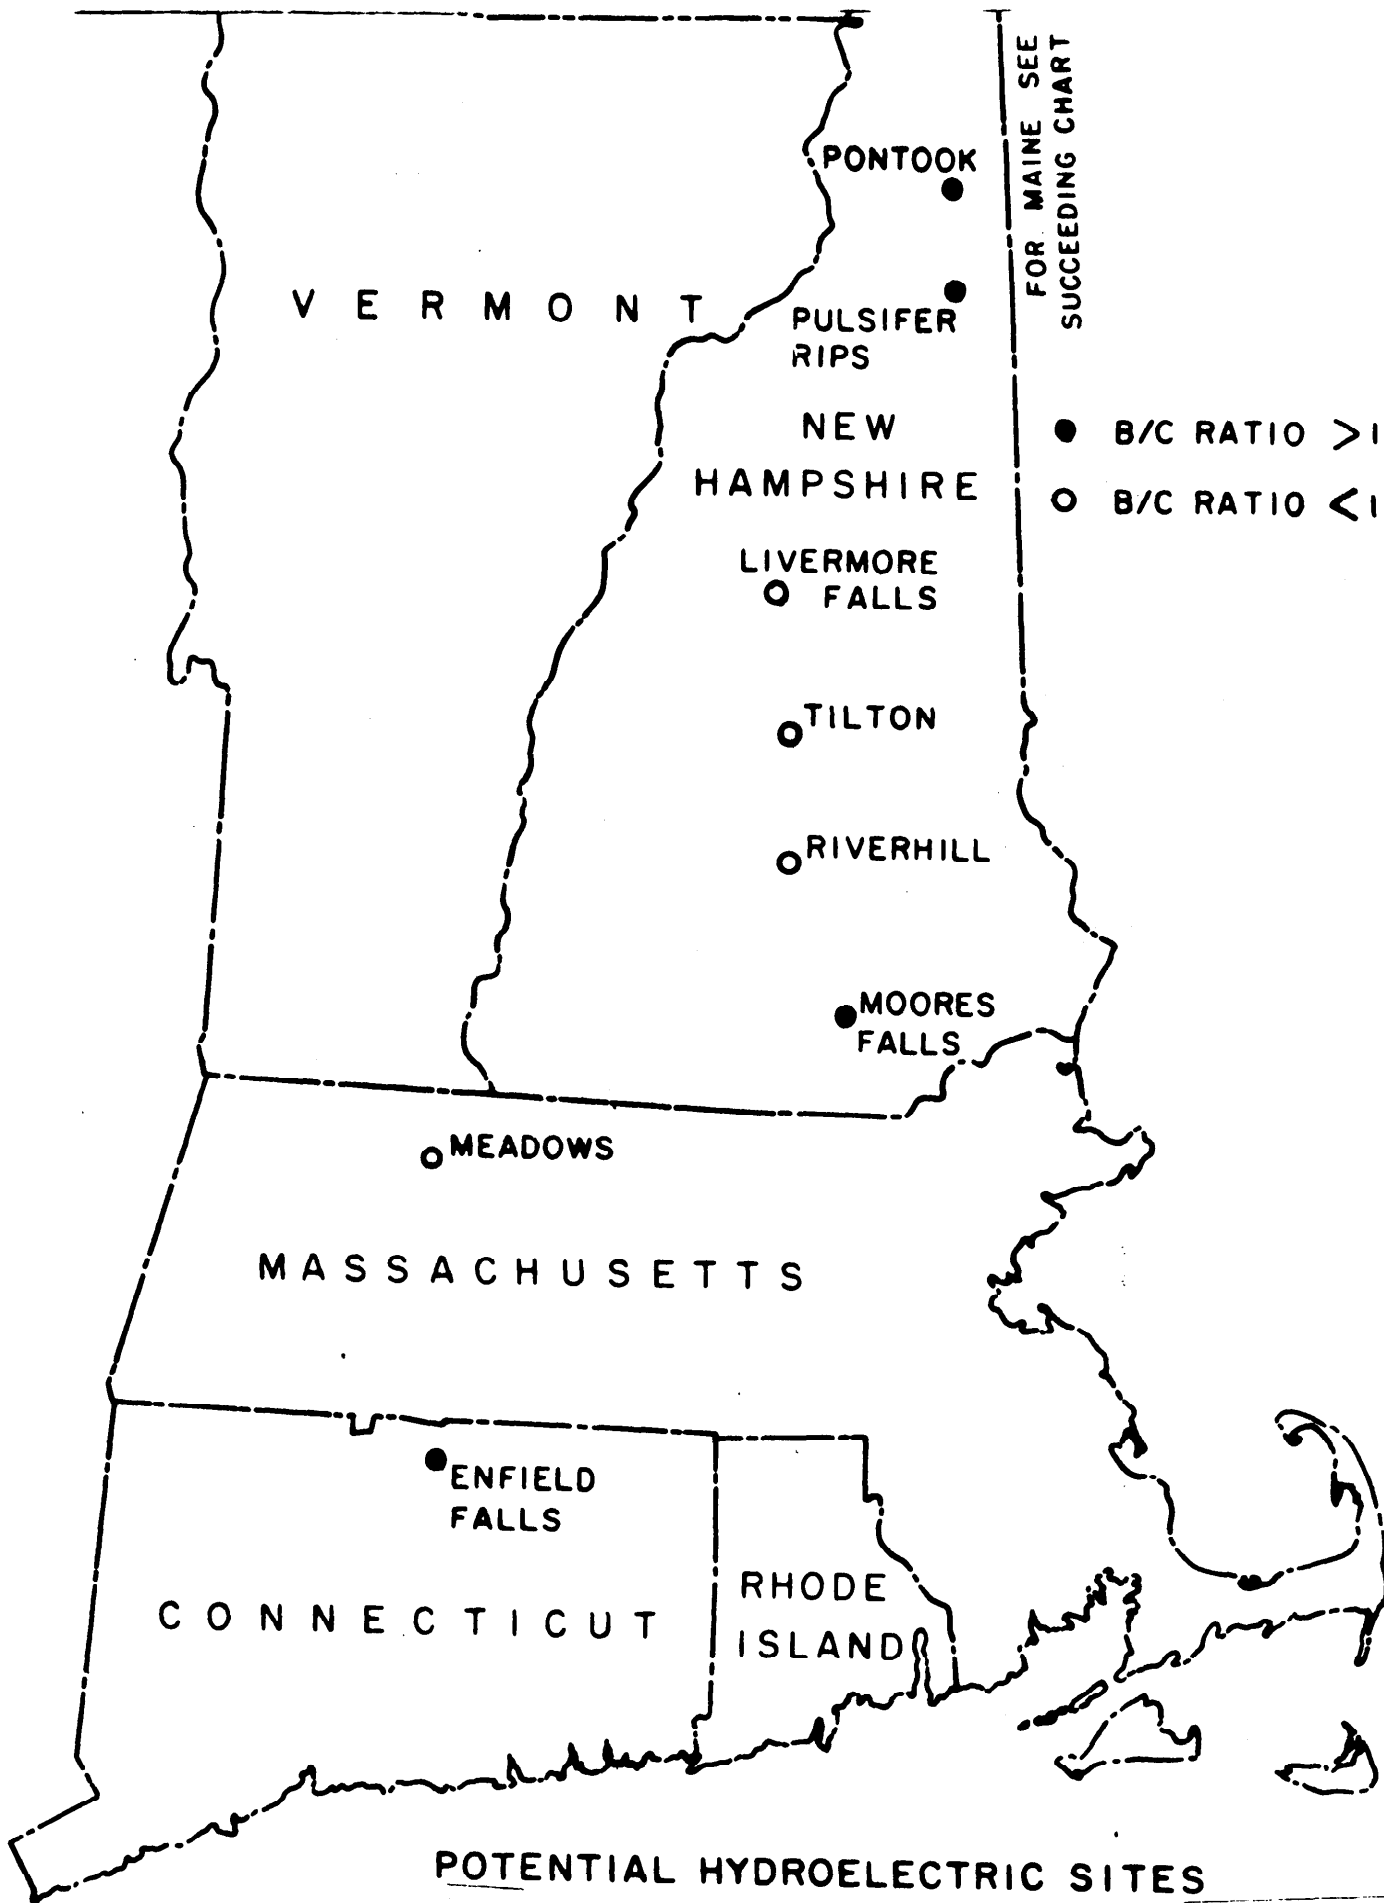 FOR MAINE SEE
SUCCEEDING CHART
PONTOOK
VERMONT
PULSIFER
RIPS
NEW
HAMPSHIRE
B/C RATIO >1
B/C RATIO <1
LIVERMORE
FALLS
TILTON
RIVERHILL
MOORES
FALLS
MEADOWS
MASSACHUSETTS
ENFIELD
FALLS
CONNECTICUT
RHODE
ISLAND
POTENTIAL HYDROELECTRIC SITES